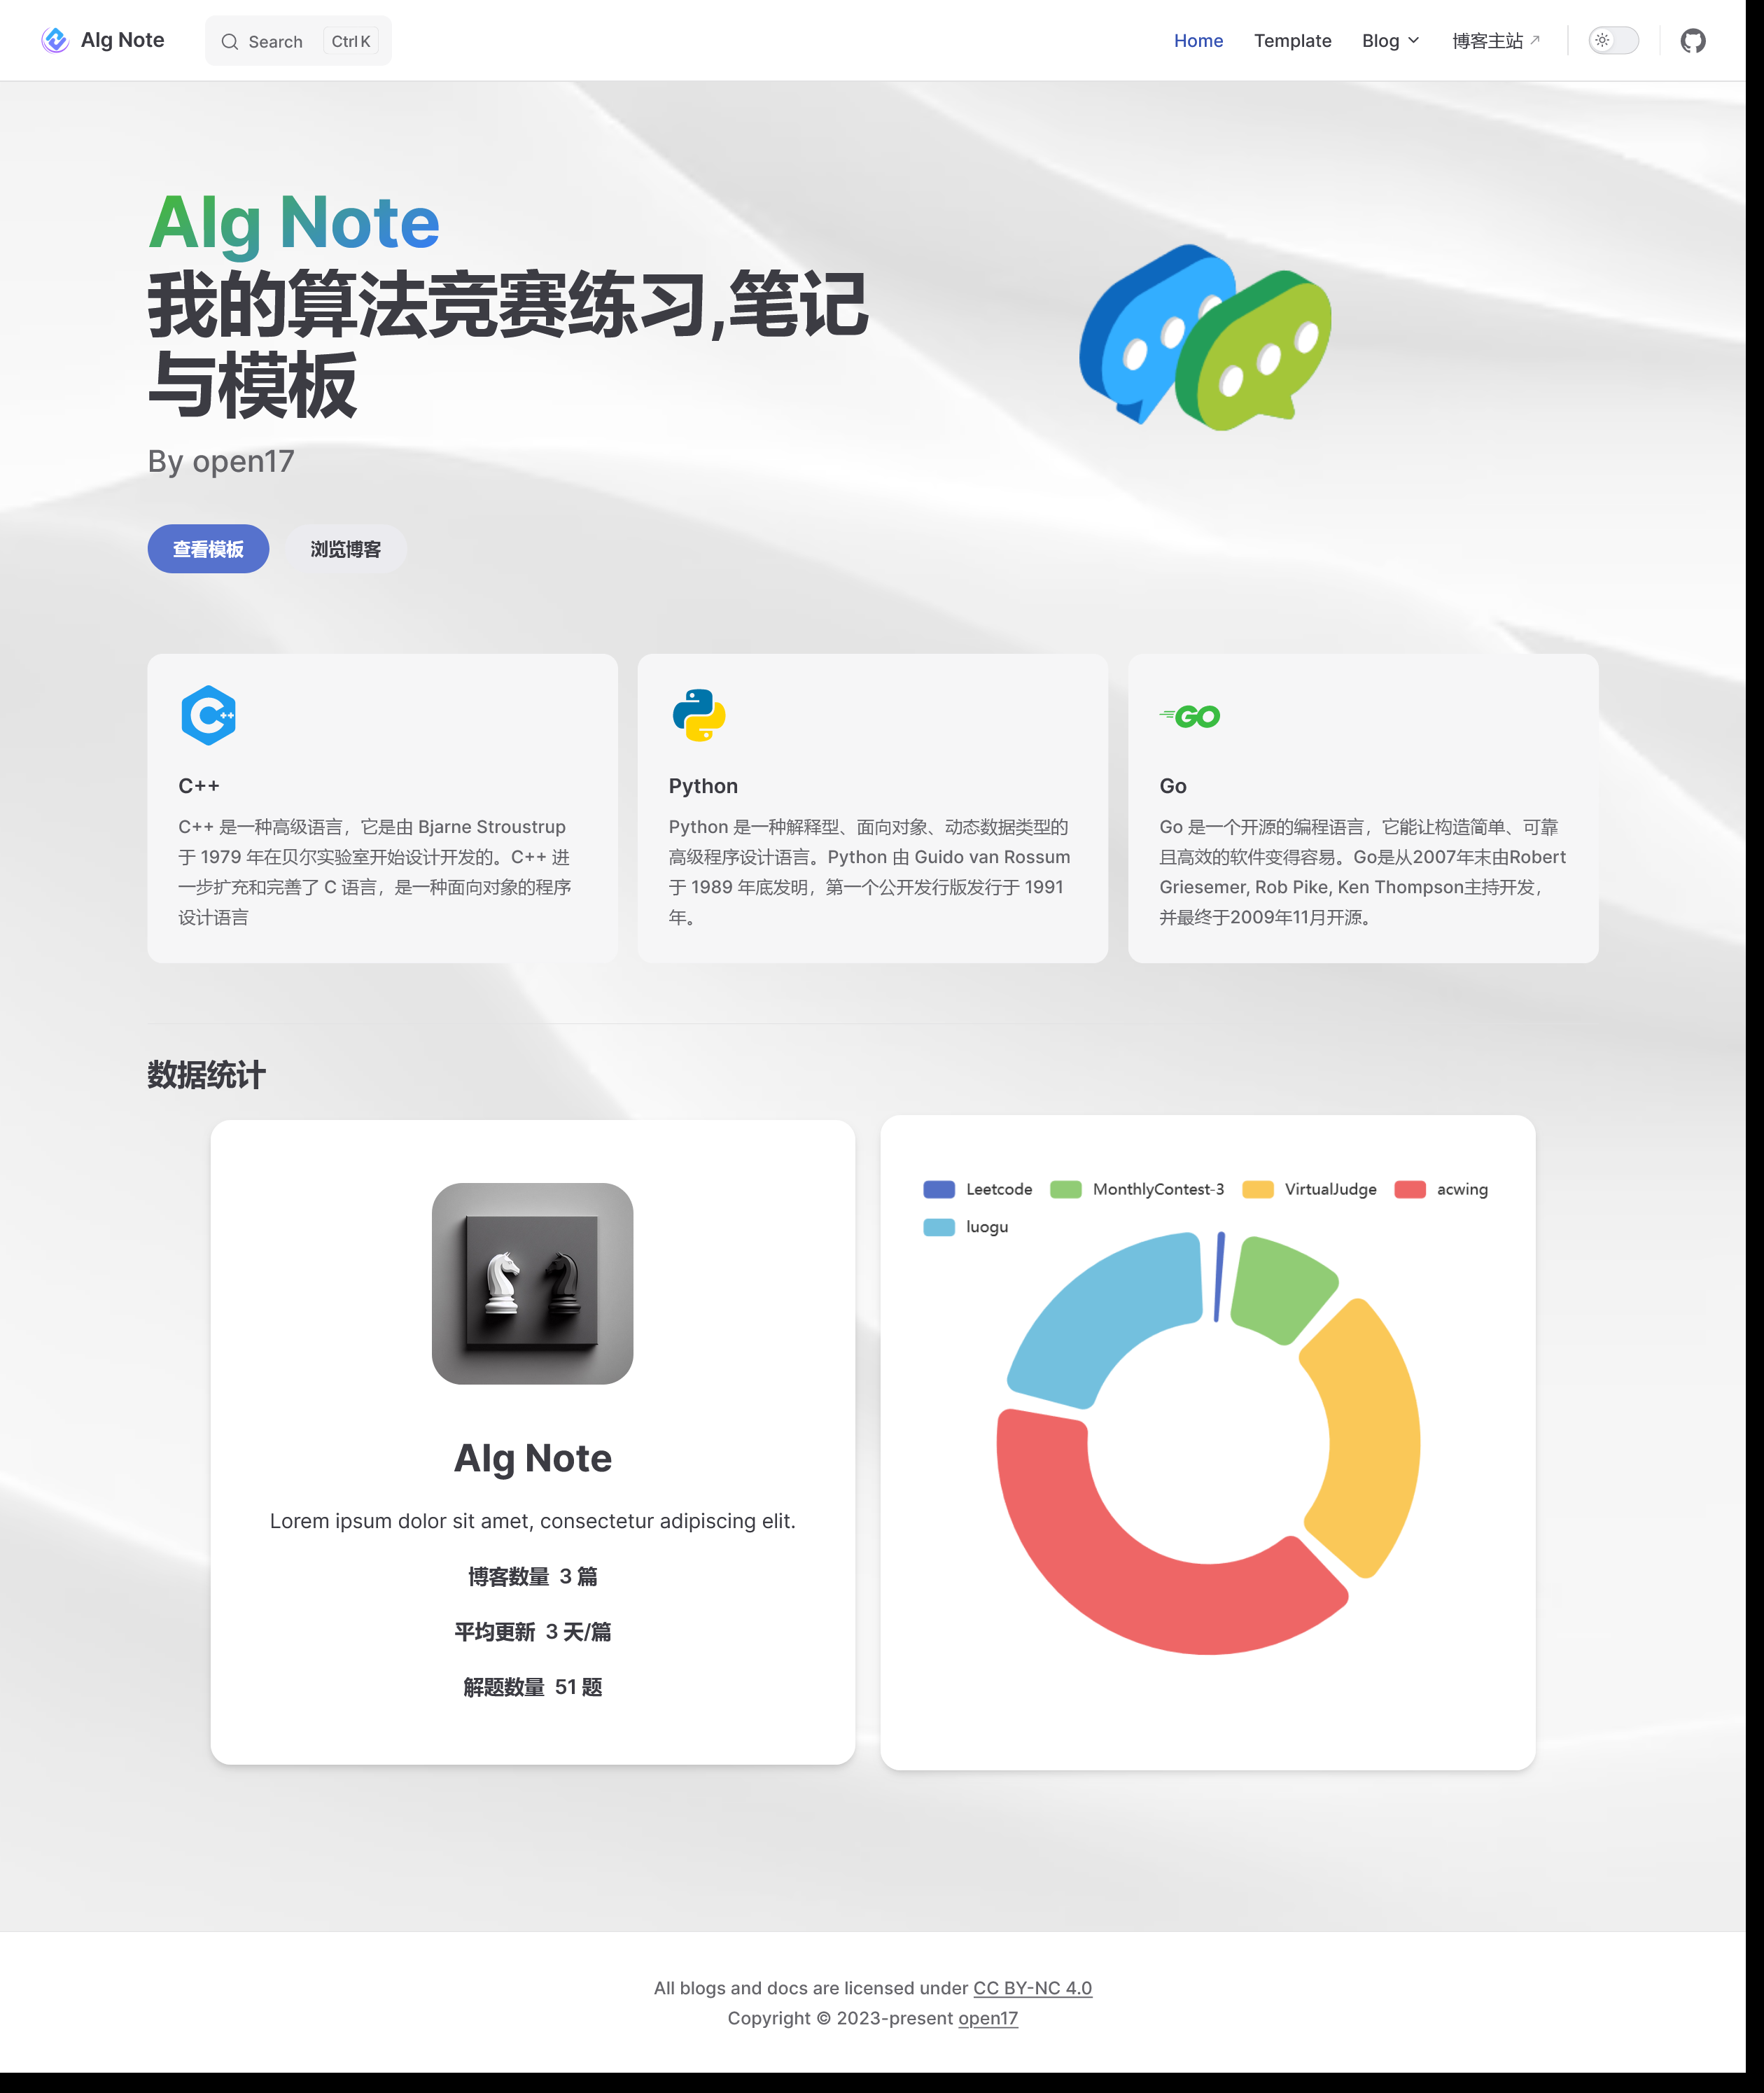 Alg Note
Search
Ctrl K
Home
Template
Blog
博客主站
Alg Note
我的算法竞赛练习,笔记
与模板
By open17
查看模板
浏览博客
C++
C++ 是一种高级语言，它是由 Bjarne Stroustrup
于 1979 年在贝尔实验室开始设计开发的。C++ 进
一步扩充和完善了 C 语言，是一种面向对象的程序
设计语言
Python
Python 是一种解释型、面向对象、动态数据类型的
高级程序设计语言。Python 由 Guido van Rossum
于 1989 年底发明，第一个公开发行版发行于 1991
年。
GO
Go
Go 是一个开源的编程语言，它能让构造简单、可靠
且高效的软件变得容易。Go是从2007年末由Robert
Griesemer, Rob Pike, Ken Thompson主持开发，
并最终于2009年11月开源。
数据统计
Alg Note
Lorem ipsum dolor sit amet, consectetur adipiscing elit.
博客数量 3 篇
平均更新 3 天/篇
解题数量 51 题
Leetcode
MonthlyContest-3
VirtualJudge
acwing
luogu
All blogs and docs are licensed under CC BY-NC 4.0
Copyright © 2023-present open17